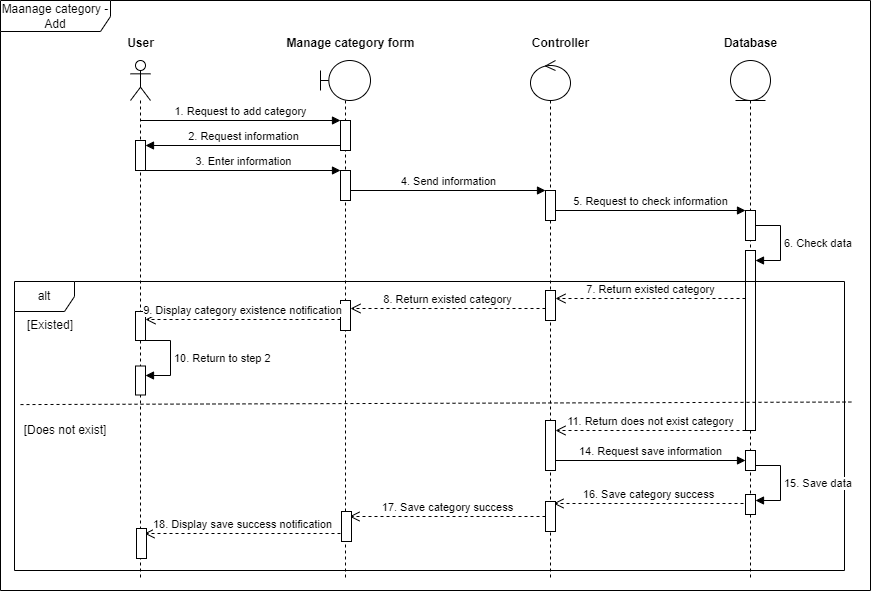 Maanage category -
Add
User
Manage category form
Controller
Database
1. Request to add category
2. Request information
3. Enter information
4. Send information
5. Request to check information
6. Check data
alt
7. Return existed category
8. Return existed category
9. Display category existence notification
[Existed]
10. Return to step 2
11. Return does not exist category
[Does not exist]
14. Request save information
15. Save data
16. Save category success
17. Save category success
18. Display save success notification